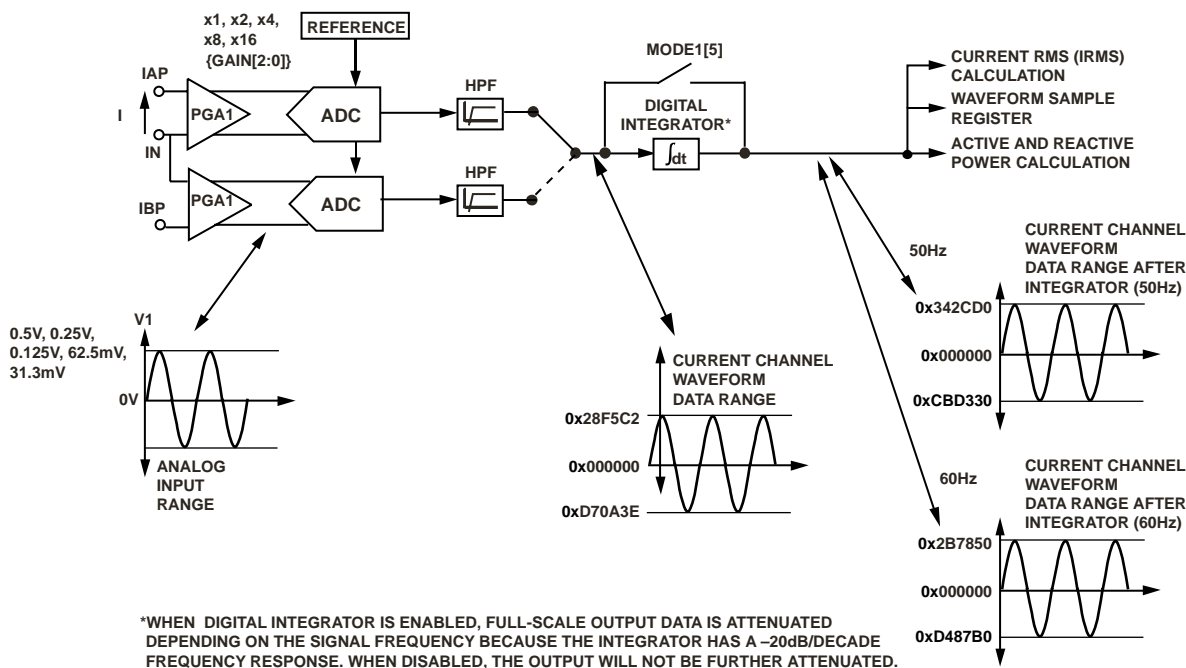 x1, x2, x4,
x8, x16
{GAIN[2:0]}
REFERENCE
IAP
I
IN
IBP
PGA1
ADC
PGA1
ADC
HPF
HPF
MODE1[5]
DIGITAL
INTEGRATOR*
∫dt
CURRENT RMS (IRMS)
CALCULATION
WAVEFORM SAMPLE
REGISTER
ACTIVE AND REACTIVE
POWER CALCULATION
50Hz
60Hz
V1
0.5V, 0.25V,
0.125V, 62.5mV,
31.3mV
0V
ANALOG
INPUT
RANGE
CURRENT CHANNEL
WAVEFORM
DATA RANGE
0x28F5C2
0x000000
0xD70A3E
CURRENT CHANNEL
WAVEFORM
DATA RANGE AFTER
INTEGRATOR (50Hz)
0x342CD0
0x000000
0xCBD330
CURRENT CHANNEL
WAVEFORM
DATA RANGE AFTER
INTEGRATOR (60Hz)
0x2B7850
0x000000
0xD487B0
*WHEN DIGITAL INTEGRATOR IS ENABLED, FULL-SCALE OUTPUT DATA IS ATTENUATED
DEPENDING ON THE SIGNAL FREQUENCY BECAUSE THE INTEGRATOR HAS A –20dB/DECADE
FREQUENCY RESPONSE. WHEN DISABLED, THE OUTPUT WILL NOT BE FURTHER ATTENUATED.